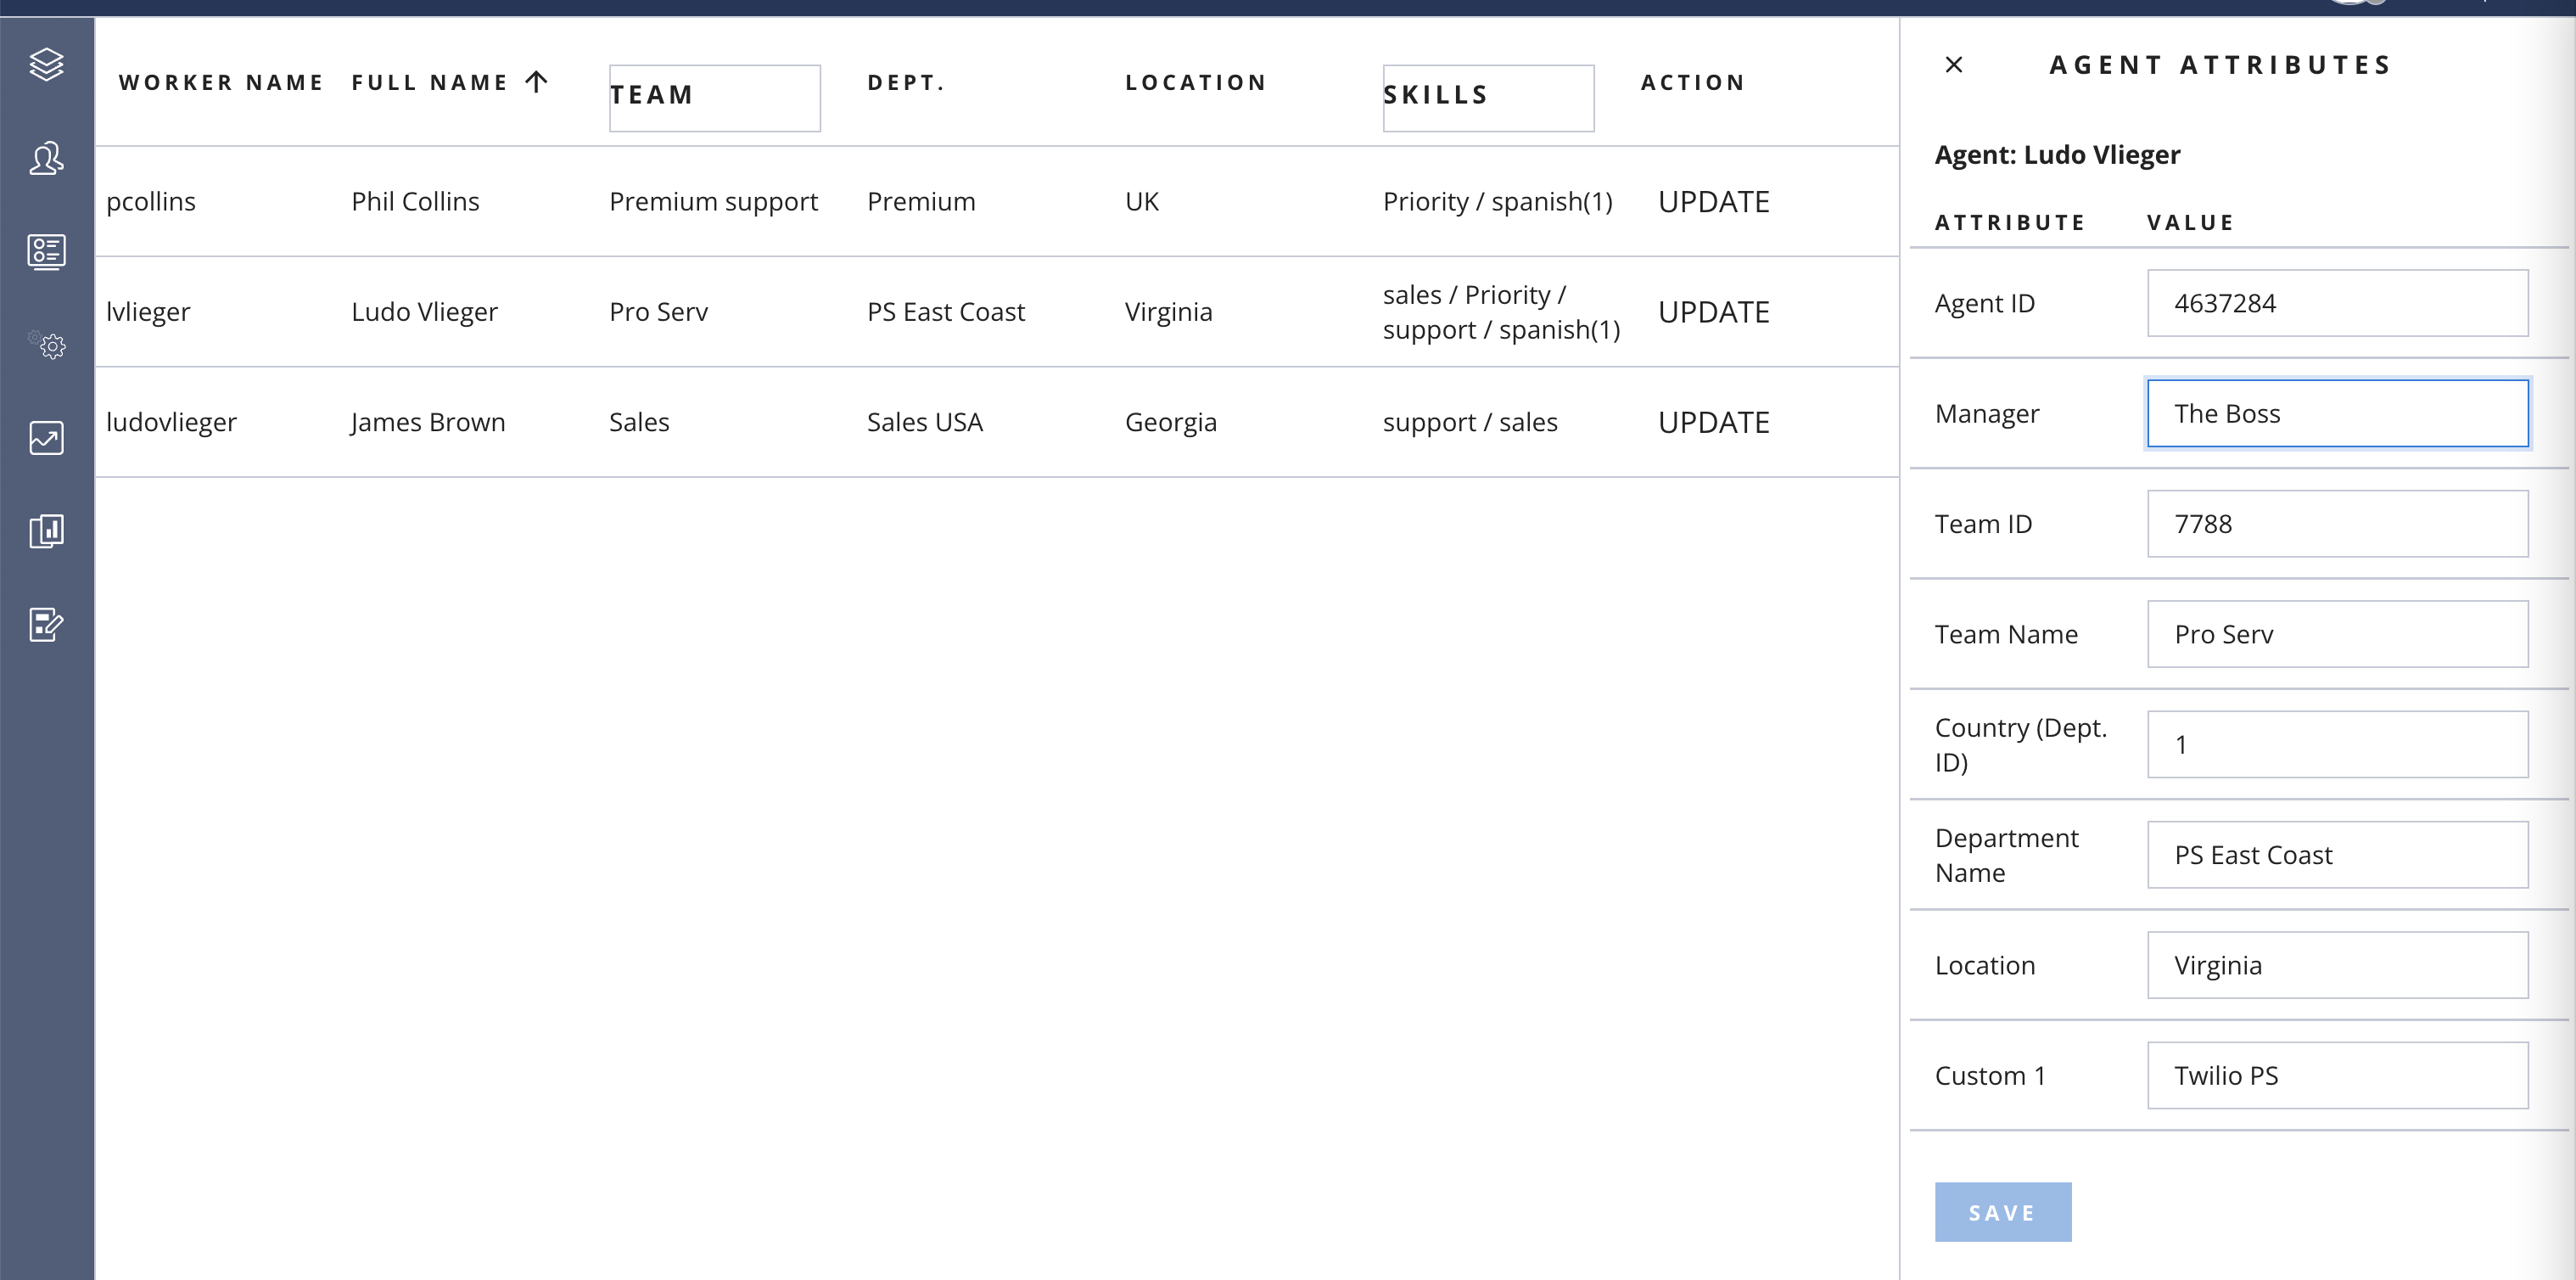 WORKER NAME FULL NAME TEAM DEPT. LOCATION SKILLS ACTION
pcollins Phil Collins Premium support Premium UK Priority / spanish(1) UPDATE
lvlieger Ludo Vlieger Pro Serv PS East Coast Virginia sales / Priority /
support / spanish(1) UPDATE
ludovlieger James Brown Sales Sales USA Georgia support / sales UPDATE
AGENT ATTRIBUTES
Agent: Ludo Vlieger
ATTRIBUTE VALUE
Agent ID 4637284
Manager The Boss
Team ID 7788
Team Name Pro Serv
Country (Dept.
ID) 1
Department
Name PS East Coast
Location Virginia
Custom 1 Twilio PS
SAVE